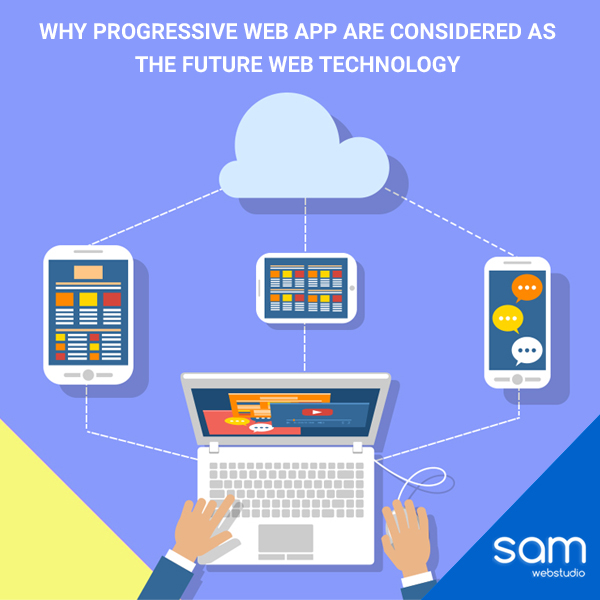 WHY PROGRESSIVE WEB APP ARE CONSIDERED AS
THE FUTURE WEB TECHNOLOGY
sam
webstudio